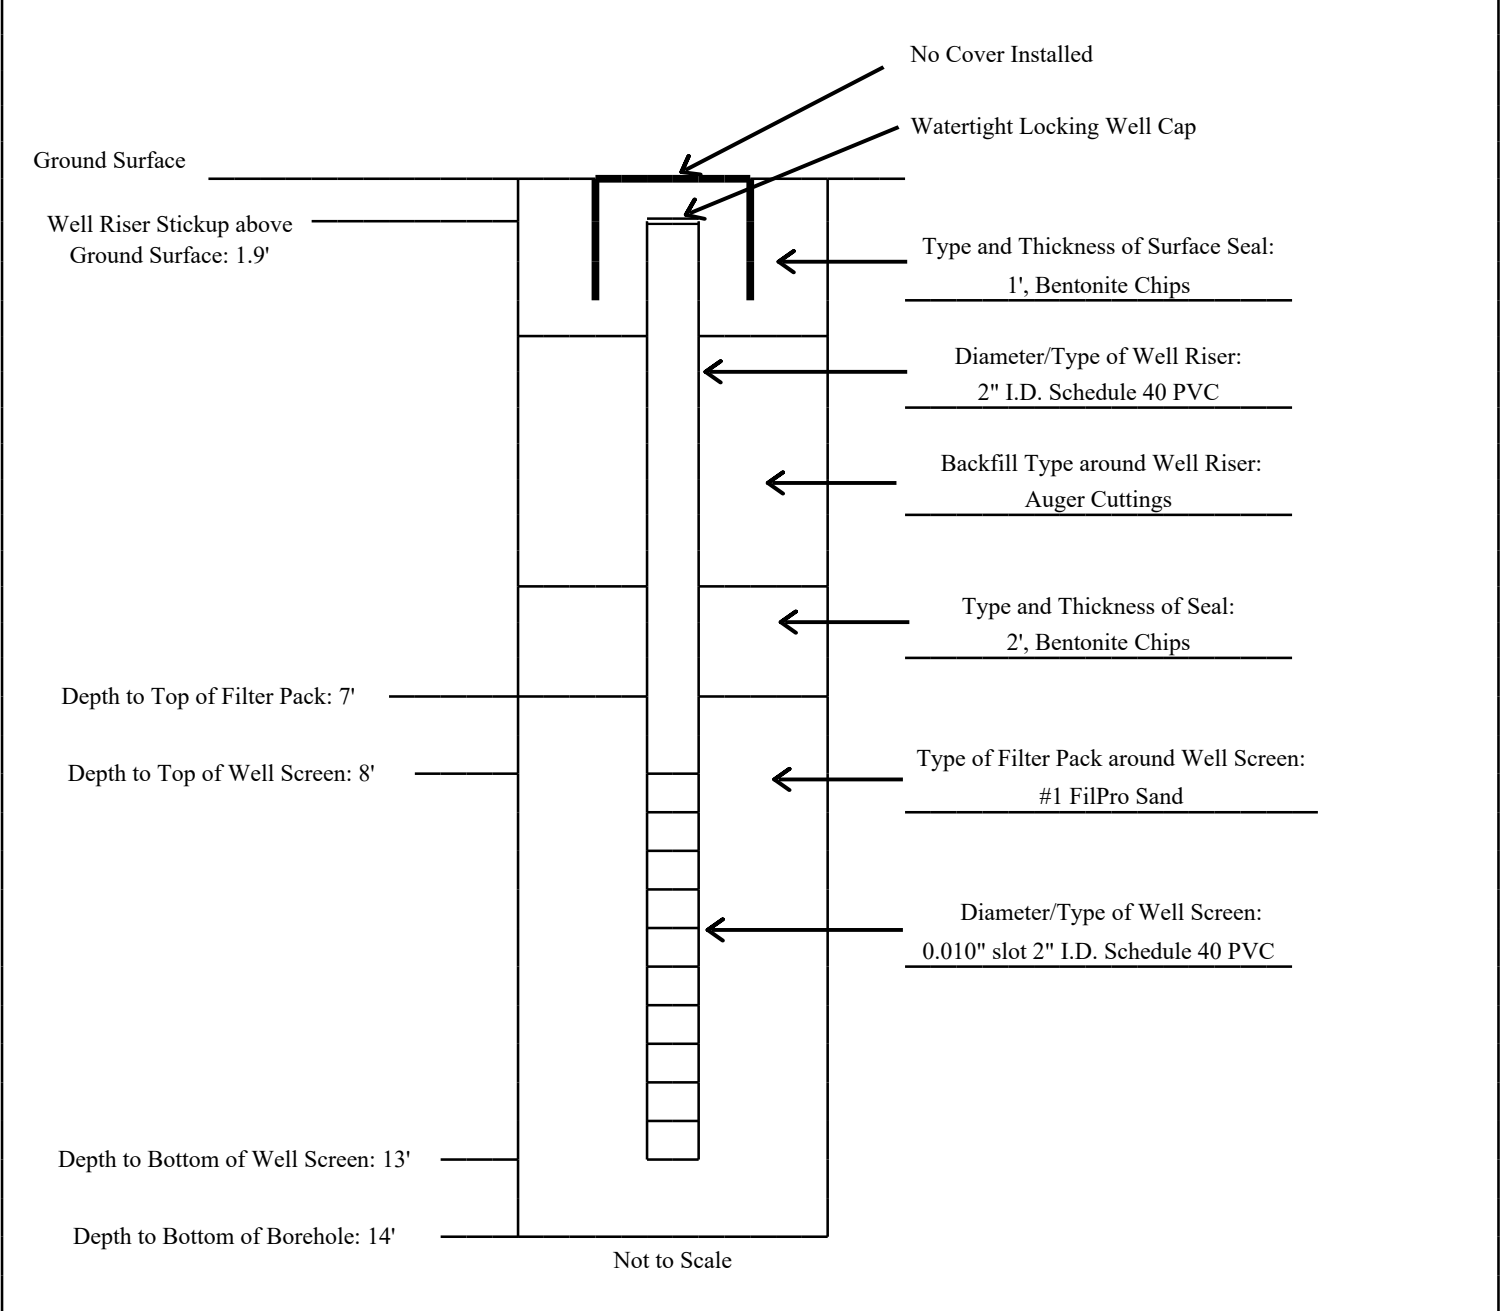 No Cover Installed
Watertight Locking Well Cap
Ground Surface
Well Riser Stickup above
Ground Surface: 1.9'
Type and Thickness of Surface Seal:
1', Bentonite Chips
Diameter/Type of Well Riser:
2" I.D. Schedule 40 PVC
Backfill Type around Well Riser:
Auger Cuttings
Type and Thickness of Seal:
2', Bentonite Chips
Depth to Top of Filter Pack: 7'
Depth to Top of Well Screen: 8'
Type of Filter Pack around Well Screen:
#1 FilPro Sand
Diameter/Type of Well Screen:
0.010" slot 2" I.D. Schedule 40 PVC
Depth to Bottom of Well Screen: 13'
Depth to Bottom of Borehole: 14'
Not to Scale